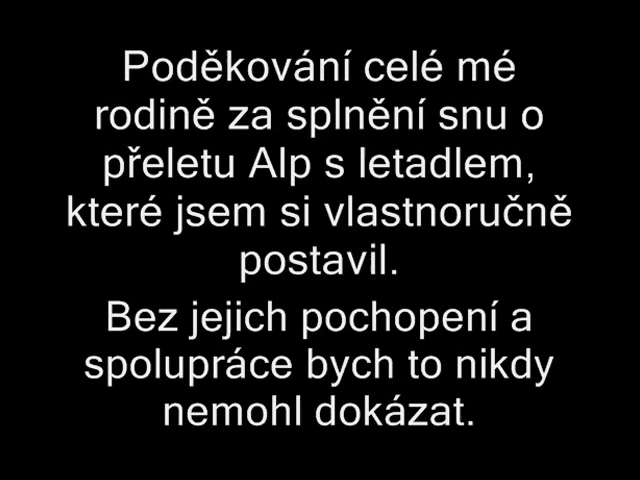 Poděkování celé mé
rodině za splnění snu o
přeletu Alp s letadlem,
které jsem si vlastnoručně
postavil.
Bez jejich pochopení a
spolupráce bych to nikdy
nemohl dokázat.